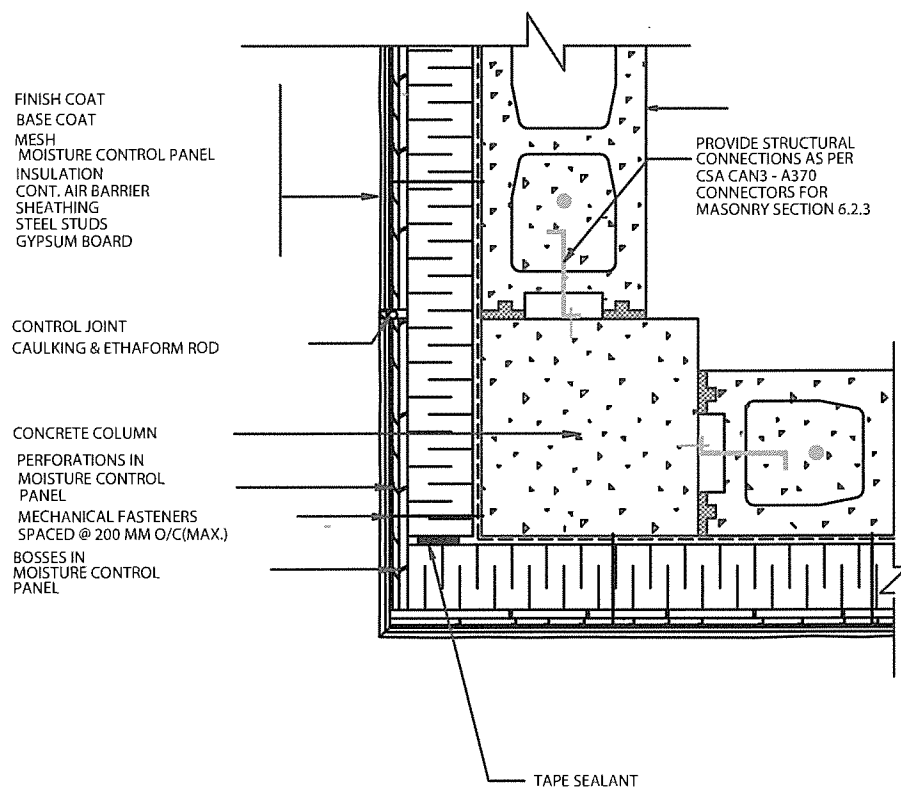 FINISH COAT
BASE COAT
MESH
MOISTURE CONTROL PANEL
INSULATION
CONT. AIR BARRIER
SHEATHING
STEEL STUDS
GYPSUM BOARD
PROVIDE STRUCTURAL
CONNECTIONS AS PER
CSA CAN3 - A370
CONNECTORS FOR
MASONRY SECTION 6.2.3
CONTROL JOINT
CAULKING & ETHAFORM ROD
CONCRETE COLUMN
PERFORATIONS IN
MOISTURE CONTROL
PANEL
MECHANICAL FASTENERS
SPACED @ 200 MM O/C(MAX.)
BOSSES IN
MOISTURE CONTROL
PANEL
TAPE SEALANT